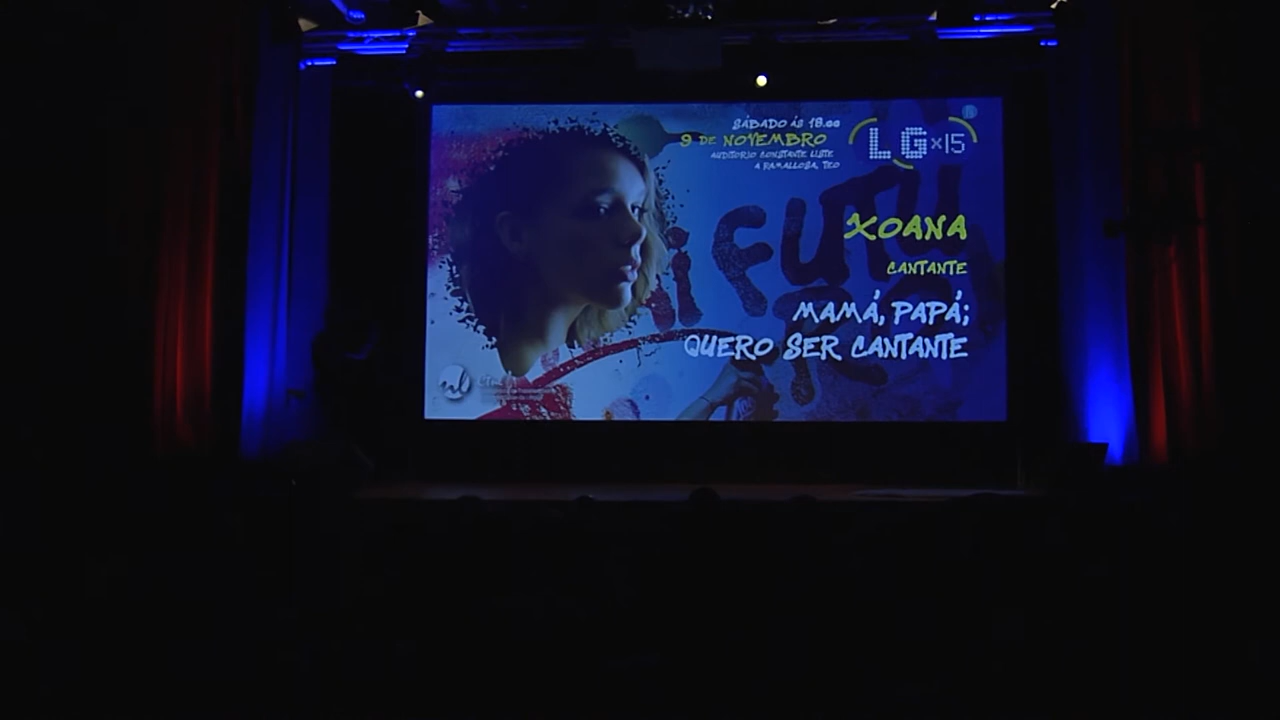 SÁBADO ÁS 18.00
9 DE NOVEMBRO
AUDITORIO CONSTANTE LISTE
A RAMALLOSA, TEO
LG×15
XOANA
CANTANTE
MAMÁ, PAPÁ;
QUERO SER CANTANTE